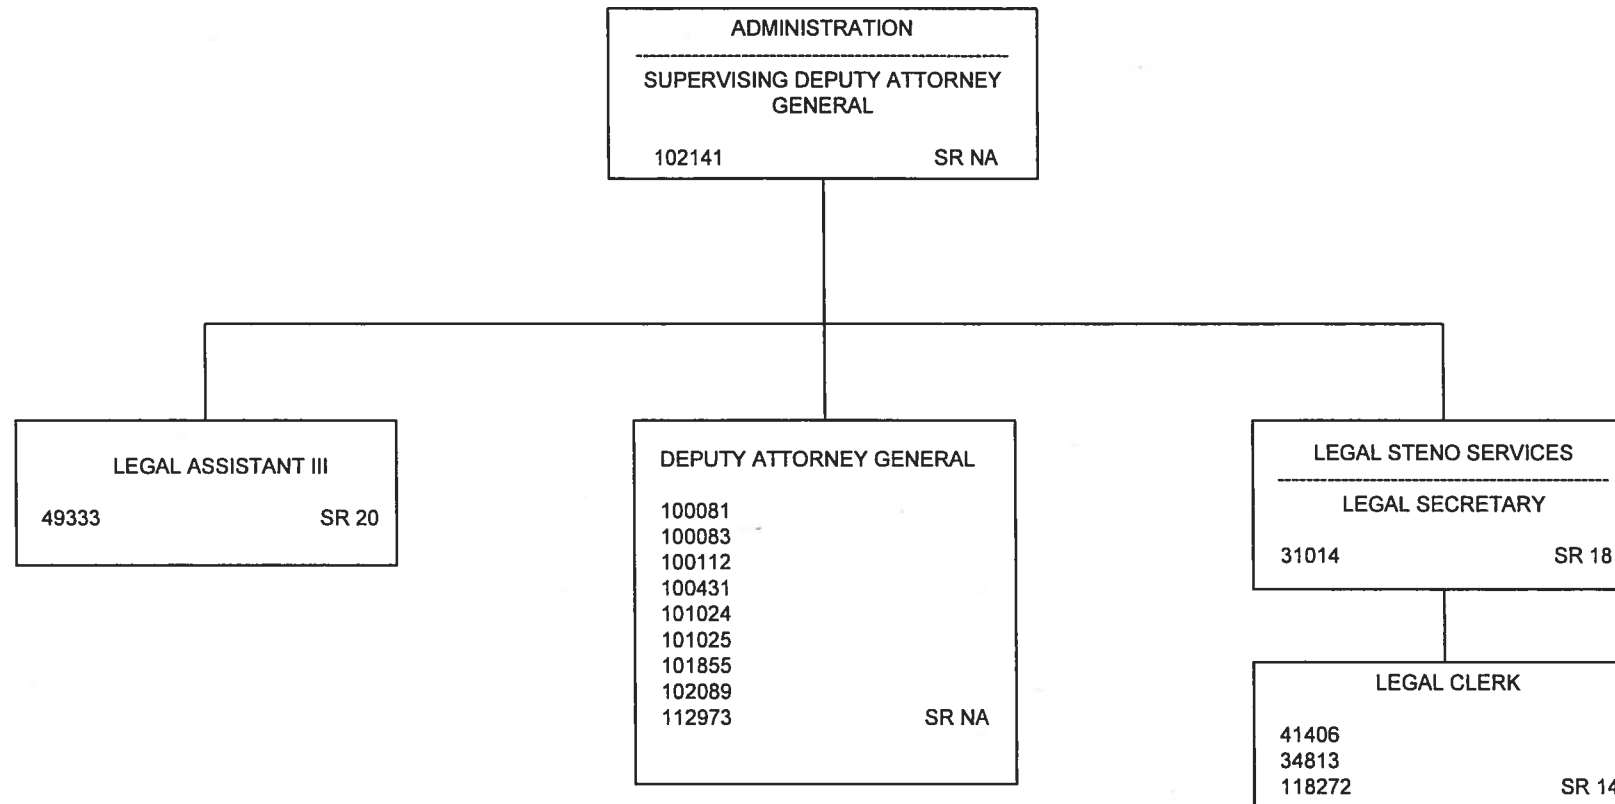 ADMINISTRATION
SUPERVISING DEPUTY ATTORNEY
GENERAL
102141 SR NA
LEGAL ASSISTANT III
49333 SR 20
DEPUTY ATTORNEY GENERAL
100081
100083
100112
100431
101024
101025
101855
102089
112973 SR NA
LEGAL STENO SERVICES
LEGAL SECRETARY
31014 SR 18
LEGAL CLERK
41406
34813
118272 SR 14